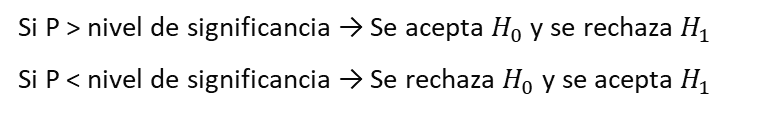 Si P > nivel de significancia → Se acepta H₀ y se rechaza H₁
Si P < nivel de significancia → Se rechaza H₀ y se acepta H₁